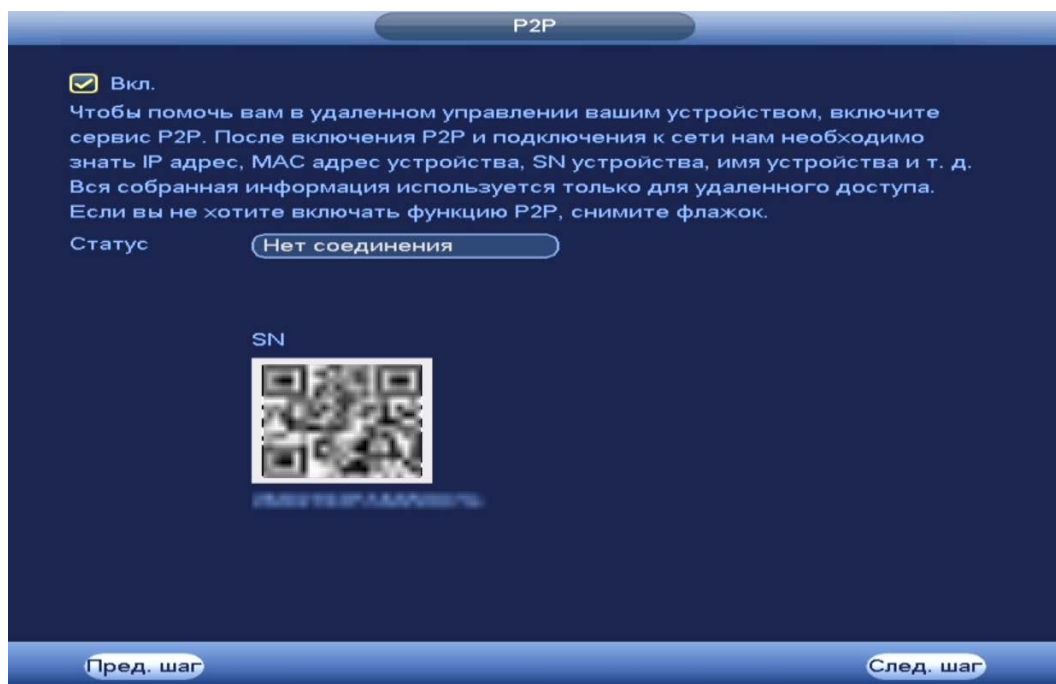 P2P
Вкл.
Чтобы помочь вам в удаленном управлении вашим устройством, включите
сервис P2P. После включения P2P и подключения к сети нам необходимо
знать IP адрес, MAC адрес устройства, SN устройства, имя устройства и т. д.
Вся собранная информация используется только для удаленного доступа.
Если вы не хотите включать функцию P2P, снимите флажок.
Статус Нет соединения
SN
Пред. шаг След. шаг